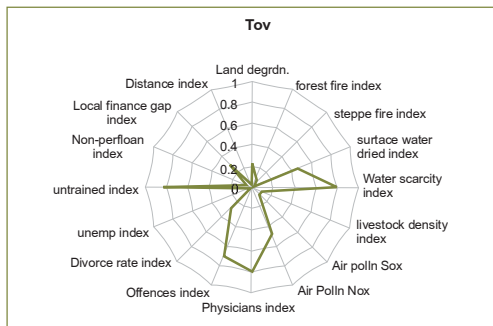 Tov
Land degrdn.
forest fire index
steppe fire index
surtace water
dried index
Water scarcity
index
livestock density
index
Air polln Sox
Air Polln Nox
Physicians index
Offences index
Divorce rate index
unemp index
untrained index
Non-perfloan
index
Local finance gap
index
Distance index
1
0.8
0.6
0.4
0.2
0